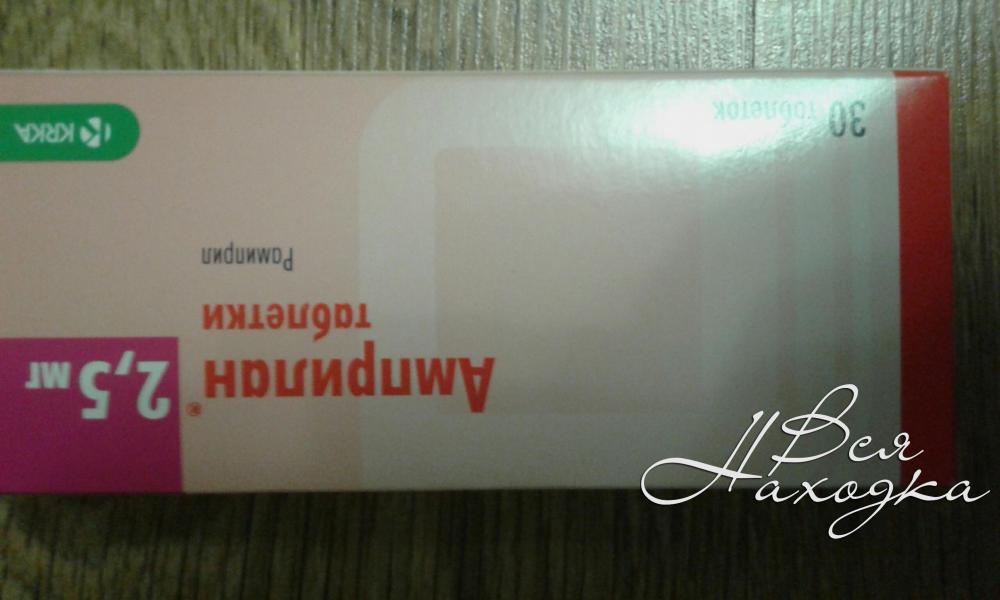 Амприлан®
2,5 мг
таблетки
Рамиприл
KRKA
30 таблеток
Вся
Находка